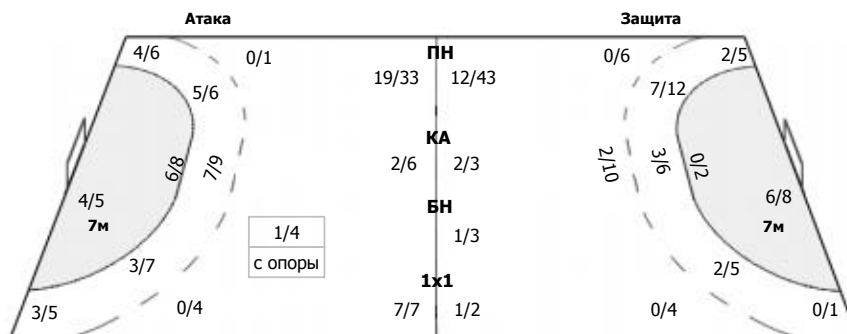 Атака Защита
4/6 0/1 ПН 0/6 2/5
19/33 12/43
5/6 7/12
КА
6/8 7/9 2/6 2/3 2/10 3/6 0/2
4/5 6/8
7м 7м
БН
1/4 1/3
с опоры
3/7 2/5
1x1
3/5 0/4 7/7 1/2 0/4 0/1